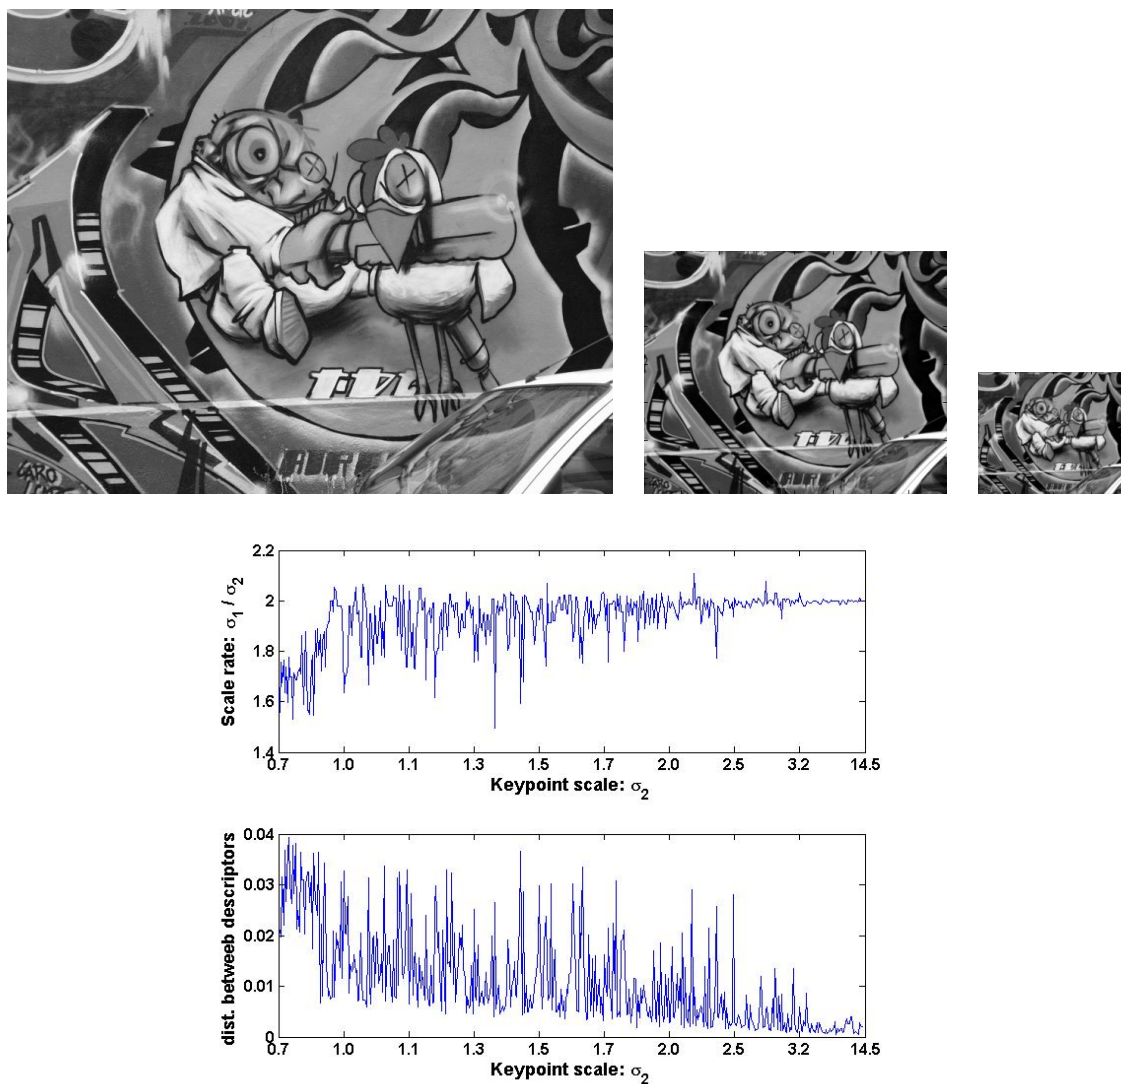 2.2
2
1.8
1.6
1.4
Scale rate: σ1 / σ2
0.7 1.0 1.1 1.3 1.5 1.7 2.0 2.5 3.2 14.5
Keypoint scale: σ2
0.04
0.03
0.02
0.01
0
dist. betweeb descriptors
0.7 1.0 1.1 1.3 1.5 1.7 2.0 2.5 3.2 14.5
Keypoint scale: σ2